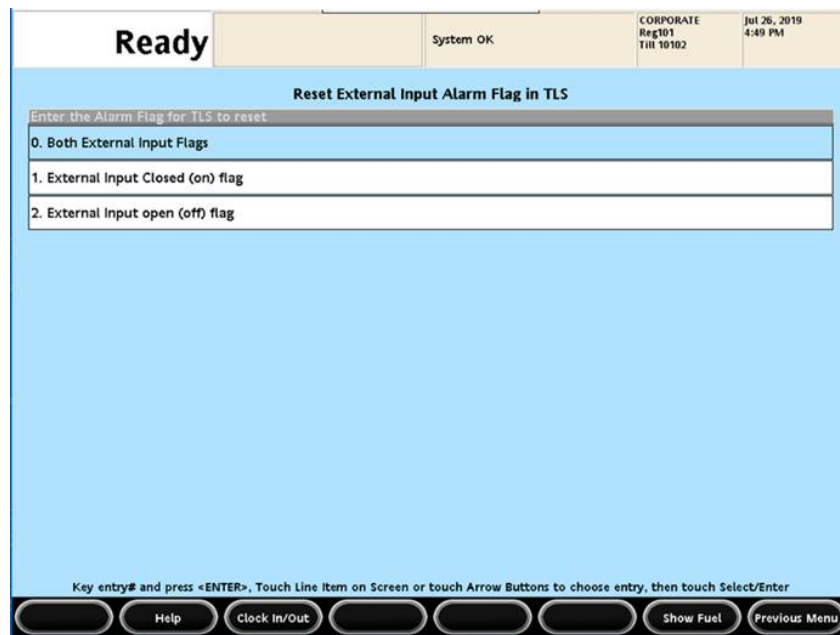 Ready
System OK
CORPORATE
Reg101
Till 10102
Jul 26, 2019
4:49 PM
Reset External Input Alarm Flag in TLS
Enter the Alarm Flag for TLS to reset
0. Both External Input Flags
1. External Input Closed (on) flag
2. External Input open (off) flag
Key entry# and press <ENTER>, Touch Line Item on Screen or touch Arrow Buttons to choose entry, then touch Select/Enter
Help
Clock In/Out
Show Fuel
Previous Menu